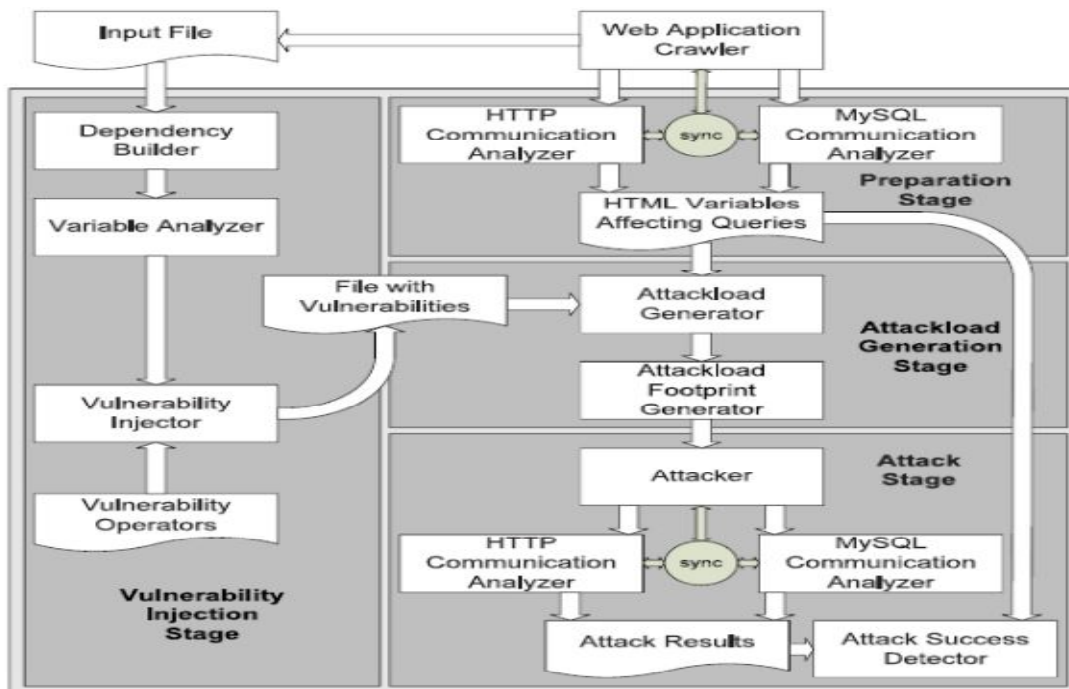 Input File
Web Application
Crawler
Dependency
Builder
Variable Analyzer
Vulnerability
Injector
Vulnerability
Operators
Vulnerability
Injection
Stage
File with
Vulnerabilities
HTTP
Communication
Analyzer
sync
MySQL
Communication
Analyzer
Preparation
Stage
HTML Variables
Affecting Queries
Attackload
Generator
Attackload
Generation
Stage
Attackload
Footprint
Generator
Attacker
Attack
Stage
HTTP
Communication
Analyzer
sync
MySQL
Communication
Analyzer
Attack Results
Attack Success
Detector